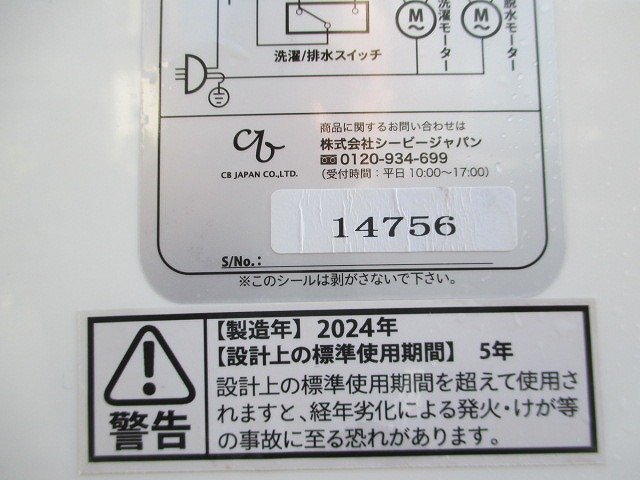 M～
M～
洗濯モーター
脱水モーター
洗濯/排水スイッチ
cb
CB JAPAN CO.,LTD.
商品に関するお問い合わせは
株式会社シービージャパン
0120-934-699
（受付時間：平日 10:00〜17:00）
14756
S/No.：
※このシールは剥がさないで下さい。
警告
【製造年】 2024年
【設計上の標準使用期間】 5年
設計上の標準使用期間を超えて使用さ
れますと、経年劣化による発火・けが等
の事故に至る恐れがあります。